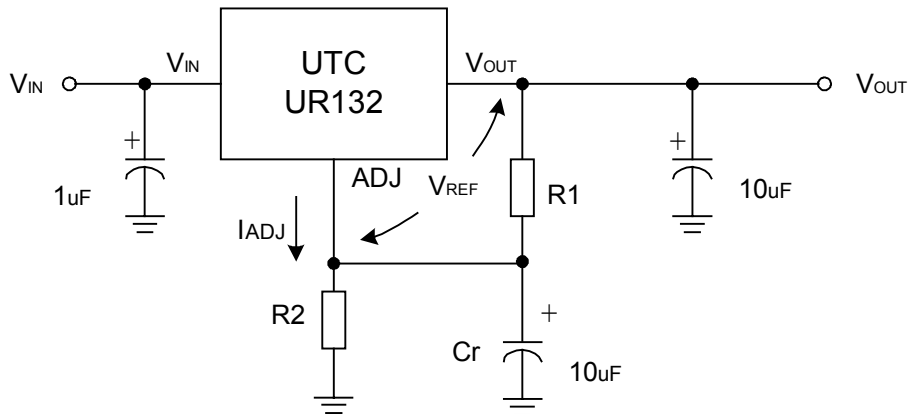 VIN
VIN
UTC
UR132
VOUT
VOUT
+
1uF
ADJ
VREF
R1
+
10uF
IADJ
R2
Cr
+
10uF